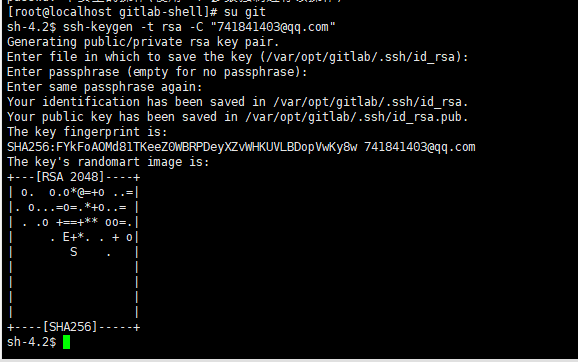 [root@localhost gitlab-shell]# su git
sh-4.2$ ssh-keygen -t rsa -C "741841403@qq.com"
Generating public/private rsa key pair.
Enter file in which to save the key (/var/opt/gitlab/.ssh/id_rsa):
Enter passphrase (empty for no passphrase):
Enter same passphrase again:
Your identification has been saved in /var/opt/gitlab/.ssh/id_rsa.
Your public key has been saved in /var/opt/gitlab/.ssh/id_rsa.pub.
The key fingerprint is:
SHA256:FYkFoAOMd81TKeeZ0WBRPDeyXZvWHKUVLBDopVwKy8w 741841403@qq.com
The key's randomart image is:
+---[RSA 2048]----+
| o.  o.o*@=+o ..=|
|. o...=o=.*+o..= |
| . .o +==+** oo=.|
|     . E+*. . + o|
|        S    .   |
|                 |
|                 |
|                 |
|                 |
+----[SHA256]-----+
sh-4.2$